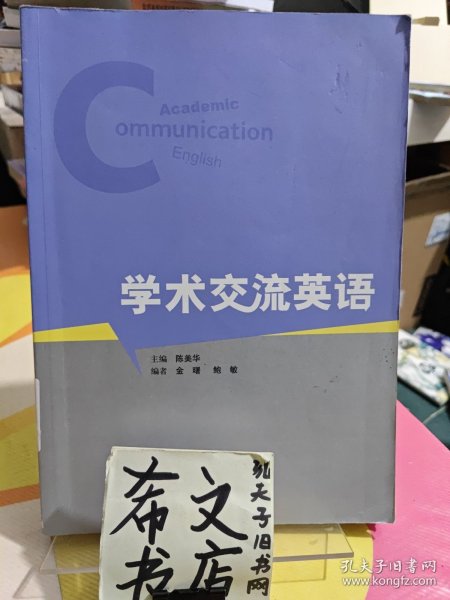 Academic
Communication
English
学术交流英语
主编 陈美华
编者 金曙 鲍敏
希文
书店
孔夫子旧书网
孔夫子旧书网
www.kongfz.com